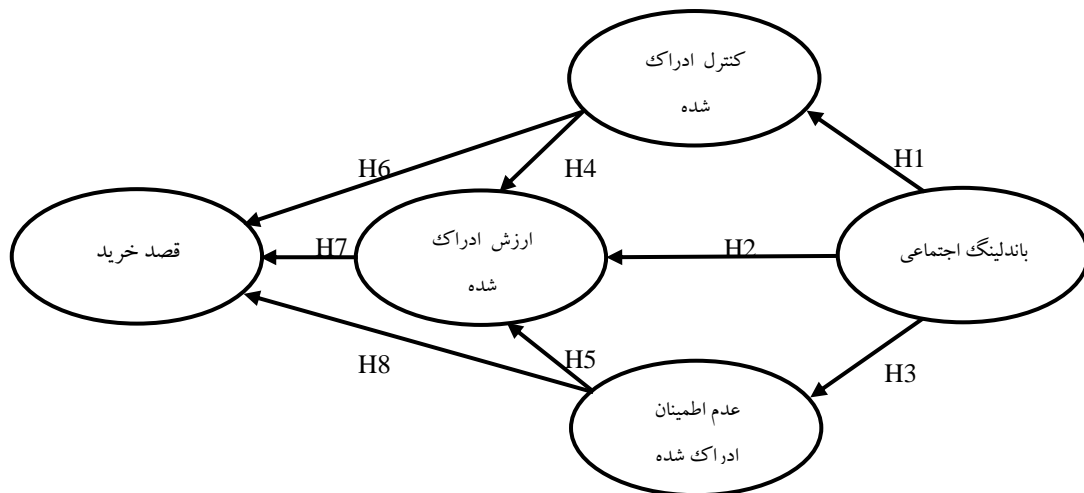 کنترل ادراک
شده
H1
H6
H4
باندلینگ اجتماعی
H2
ارزش ادراک
شده
H7
قصد خرید
H3
H5
H8
عدم اطمینان
ادراک شده